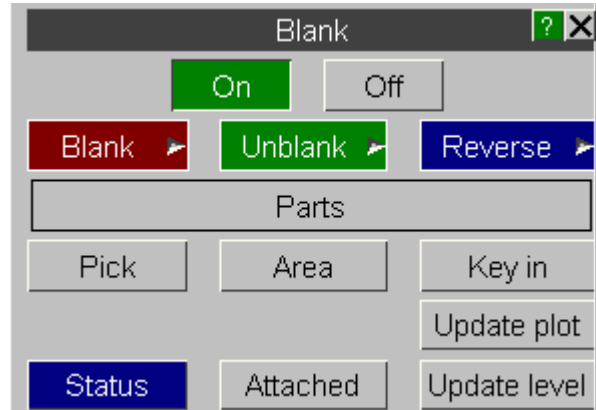 Blank ? X
On Off
Blank Unblank Reverse
Parts
Pick Area Key in
Update plot
Status Attached Update level